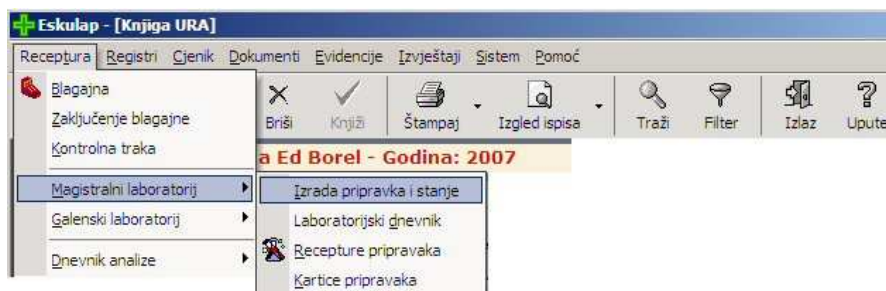 Eskulap - [Knjiga URA]
Receptura Registri Cjenik Dokumenti Evidencije Izvještaji Sistem Pomoć
Blagajna
Zaključenje blagajne
Kontrolna traka
Magistralni laboratorij
Galenski laboratorij
Dnevnik analize
Briši Knjiži Štampaj Izgled ispisa Traži Filter Izlaz Upute
a Ed Borel - Godina: 2007
Izrada pripravka i stanje
Laboratorijski dnevnik
Recepture pripravaka
Kartice pripravaka